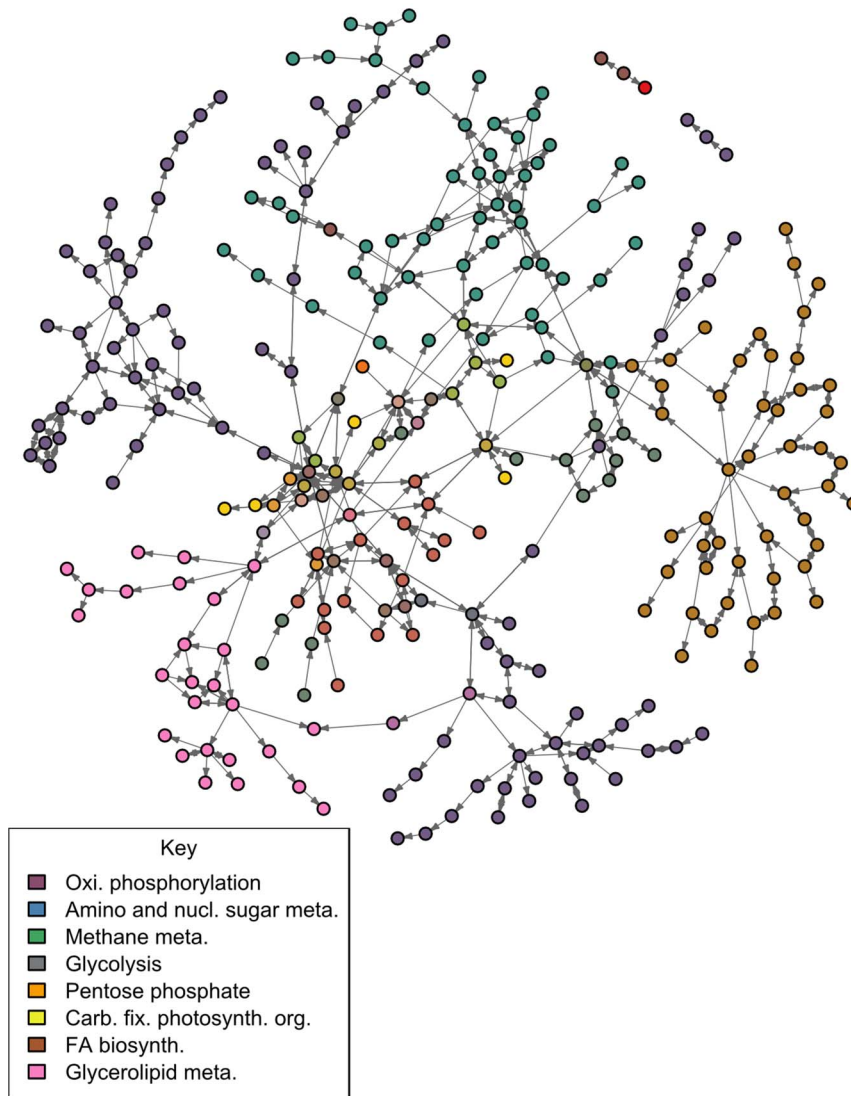 Key
Oxi. phosphorylation
Amino and nucl. sugar meta.
Methane meta.
Glycolysis
Pentose phosphate
Carb. fix. photosynth. org.
FA biosynth.
Glycerolipid meta.